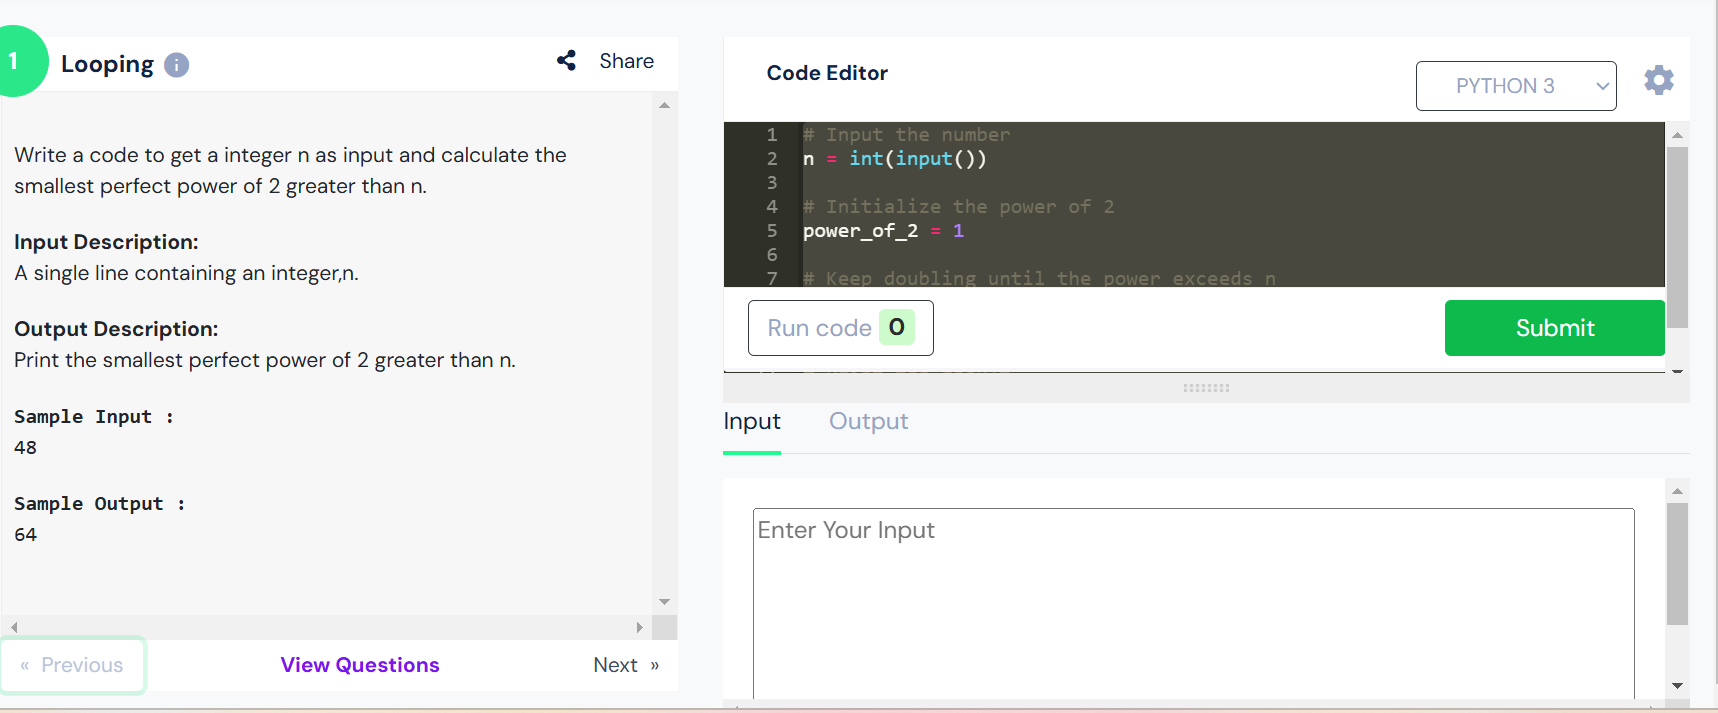 1
Looping i
Share
Write a code to get a integer n as input and calculate the
smallest perfect power of 2 greater than n.
Input Description:
A single line containing an integer,n.
Output Description:
Print the smallest perfect power of 2 greater than n.
Sample Input :
48
Sample Output :
64
« Previous
View Questions
Next »
Code Editor
PYTHON 3
1 # Input the number
2 n = int(input())
3
4 # Initialize the power of 2
5 power_of_2 = 1
6
7 # Keep doubling until the power exceeds n
Run code 0
Submit
Input
Output
Enter Your Input